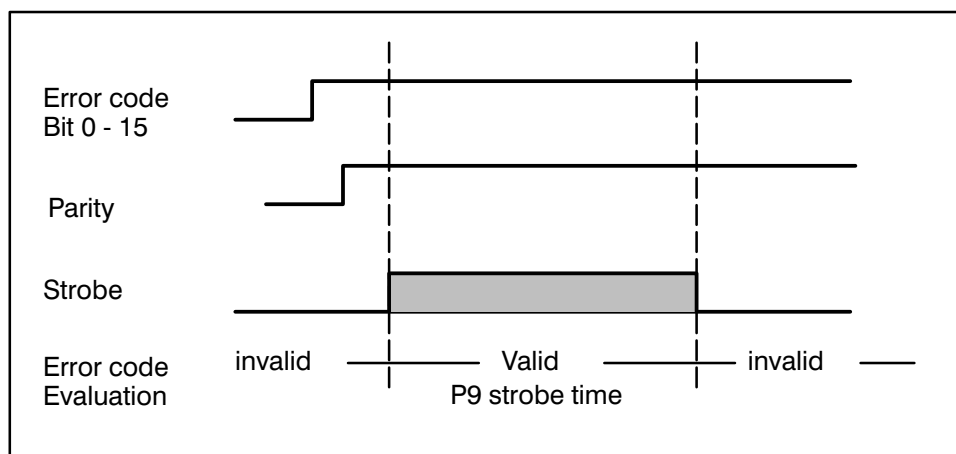 Error code
Bit 0 - 15
Parity
Strobe
Error code
Evaluation
invalid
Valid
invalid
P9 strobe time